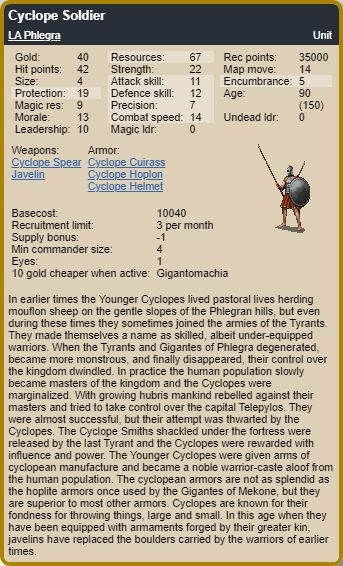 Cyclope Soldier
LA Phlegra Unit
Gold: 40 Resources: 67 Rec points: 35000
Hit points: 42 Strength: 22 Map move: 14
Size: 4 Attack skill: 11 Encumbrance: 5
Protection: 19 Defence skill: 12 Age: 90
Magic res: 9 Precision: 7 (150)
Morale: 13 Combat speed: 14 Undead ldr: 0
Leadership: 10 Magic ldr: 0
Weapons: Armor:
Cyclope Spear Cyclope Cuirass
Javelin Cyclope Hoplon
Cyclope Helmet
Basecost: 10040
Recruitment limit: 3 per month
Supply bonus: -1
Min commander size: 4
Eyes: 1
10 gold cheaper when active: Gigantomachia
In earlier times the Younger Cyclopes lived pastoral lives herding
mouflon sheep on the gentle slopes of the Phlegran hills, but even
during these times they sometimes joined the armies of the Tyrants.
They made themselves a name as skilled, albeit under-equipped
warriors. When the Tyrants and Gigantes of Phlegra degenerated,
became more monstrous, and finally disappeared, their control over
the kingdom dwindled. In practice the human population slowly
became masters of the kingdom and the Cyclopes were
marginalized. With growing hubris mankind rebelled against their
masters and tried to take control over the capital Telepylos. They
were almost successful, but their attempt was thwarted by the
Cyclopes. The Cyclope Smiths shackled under the fortress were
released by the last Tyrant and the Cyclopes were rewarded with
influence and power. The Younger Cyclopes were given arms of
cyclopean manufacture and became a noble warrior-caste aloof from
the human population. The cyclopean armors are not as splendid as
the hoplite armors once used by the Gigantes of Mekone, but they
are superior to most other armors. Cyclopes are known for their
fondness for throwing things, large and small. In this age when they
have been equipped with armaments forged by their greater kin,
javelins have replaced the boulders carried by the warriors of earlier
times.